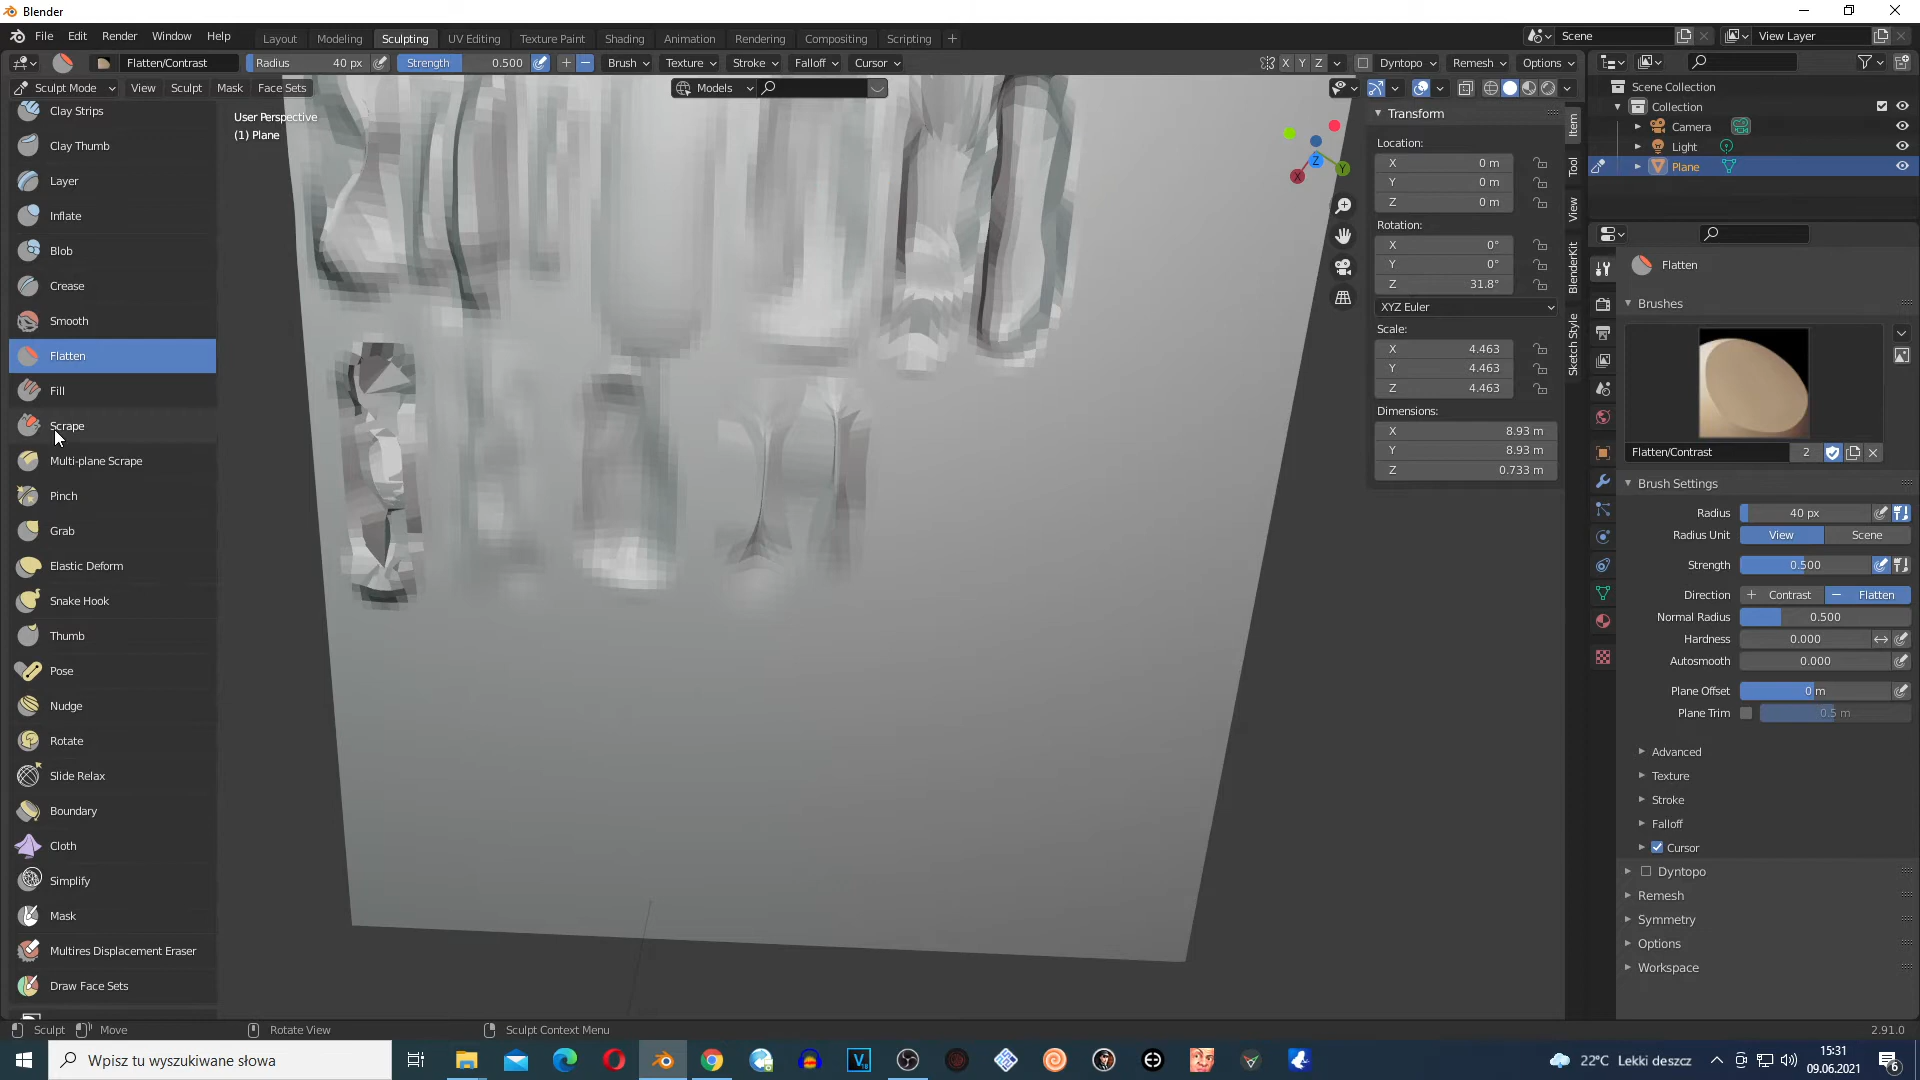 Blender
File Edit Render Window Help
Layout Modeling Sculpting UV Editing Texture Paint Shading Animation Rendering Compositing Scripting +
Scene
View Layer
Flatten/Contrast
Radius 40 px
Strength 0.500
Brush Texture Stroke Falloff Cursor
X Y Z Dyntopo Remesh Options
Sculpt Mode View Sculpt Mask Face Sets
Models
Clay Strips
Clay Thumb
Layer
Inflate
Blob
Crease
Smooth
Flatten
Fill
Scrape
Multi-plane Scrape
Pinch
Grab
Elastic Deform
Snake Hook
Thumb
Pose
Nudge
Rotate
Slide Relax
Boundary
Cloth
Simplify
Mask
Multires Displacement Eraser
Draw Face Sets
User Perspective
(1) Plane
Z
Y
X
Transform
Location:
X 0 m
Y 0 m
Z 0 m
Rotation:
X 0°
Y 0°
Z 31.8°
XYZ Euler
Scale:
X 4.463
Y 4.463
Z 4.463
Dimensions:
X 8.93 m
Y 8.93 m
Z 0.733 m
Item
Tool
View
BlenderKit
Sketch Style
Scene Collection
Collection
Camera
Light
Plane
Flatten
Brushes
Flatten/Contrast 2
Brush Settings
Radius 40 px
Radius Unit View Scene
Strength 0.500
Direction + Contrast − Flatten
Normal Radius 0.500
Hardness 0.000
Autosmooth 0.000
Plane Offset 0 m
Plane Trim 0.5 m
Advanced
Texture
Stroke
Falloff
Cursor
Dyntopo
Remesh
Symmetry
Options
Workspace
Sculpt Move Rotate View Sculpt Context Menu 2.91.0
Wpisz tu wyszukiwane słowa
22°C Lekki deszcz
15:31
09.06.2021
6